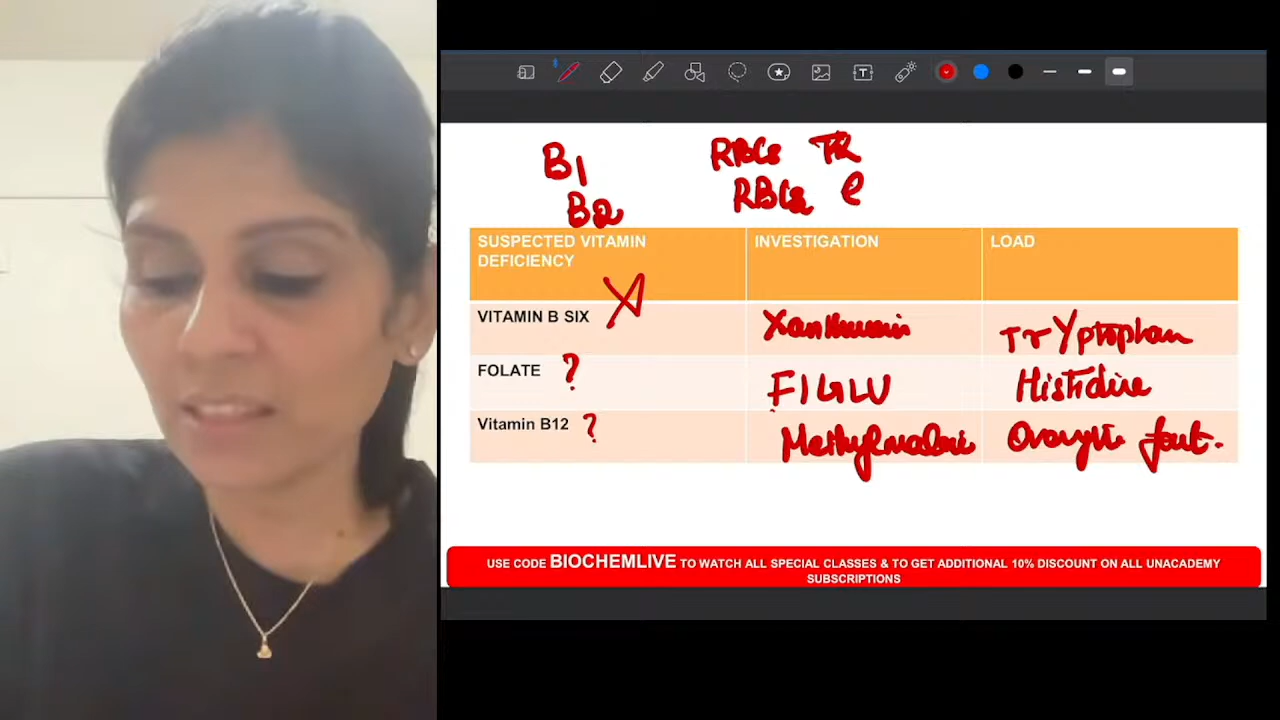 B1 RBCs TK
B2 RBCs e
SUSPECTED VITAMIN DEFICIENCY INVESTIGATION LOAD
VITAMIN B SIX X Xanthurenic Tryptophan
FOLATE ? FIGLU Histidine
Vitamin B12 ? Methylmalonic
USE CODE BIOCHEMLIVE TO WATCH ALL SPECIAL CLASSES & TO GET ADDITIONAL 10% DISCOUNT ON ALL UNACADEMY
SUBSCRIPTIONS